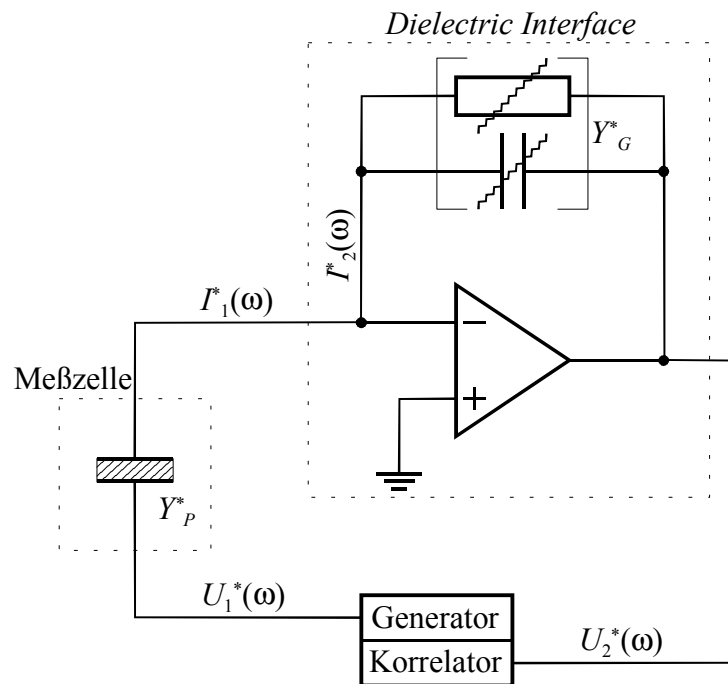 Dielectric Interface
Y*G
I*2(ω)
I*1(ω)
Meßzelle
Y*P
U1*(ω)
Generator
Korrelator
U2*(ω)